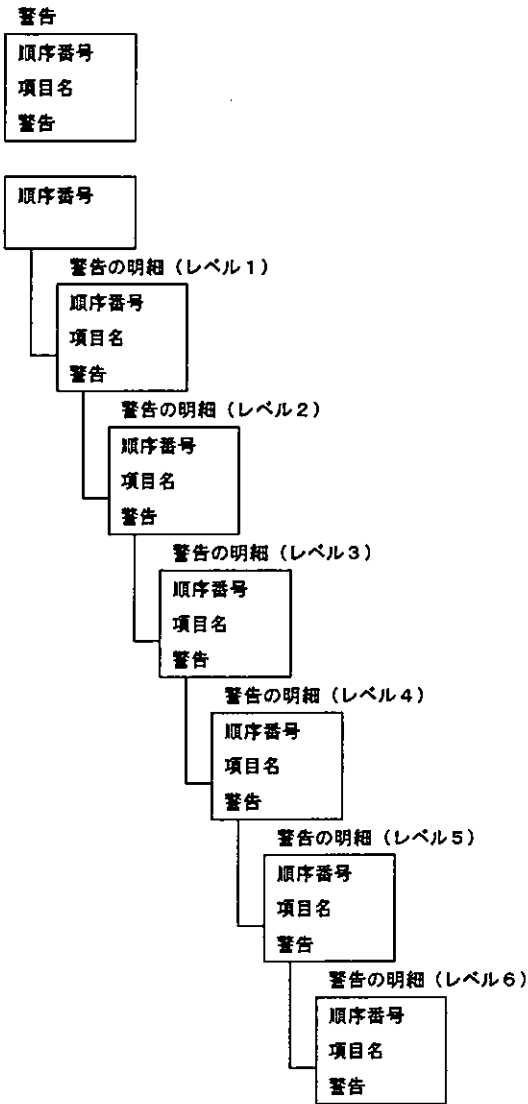 警告
順序番号
項目名
警告
順序番号
警告の明細（レベル１）
順序番号
項目名
警告
警告の明細（レベル２）
順序番号
項目名
警告
警告の明細（レベル３）
順序番号
項目名
警告
警告の明細（レベル４）
順序番号
項目名
警告
警告の明細（レベル５）
順序番号
項目名
警告
警告の明細（レベル６）
順序番号
項目名
警告